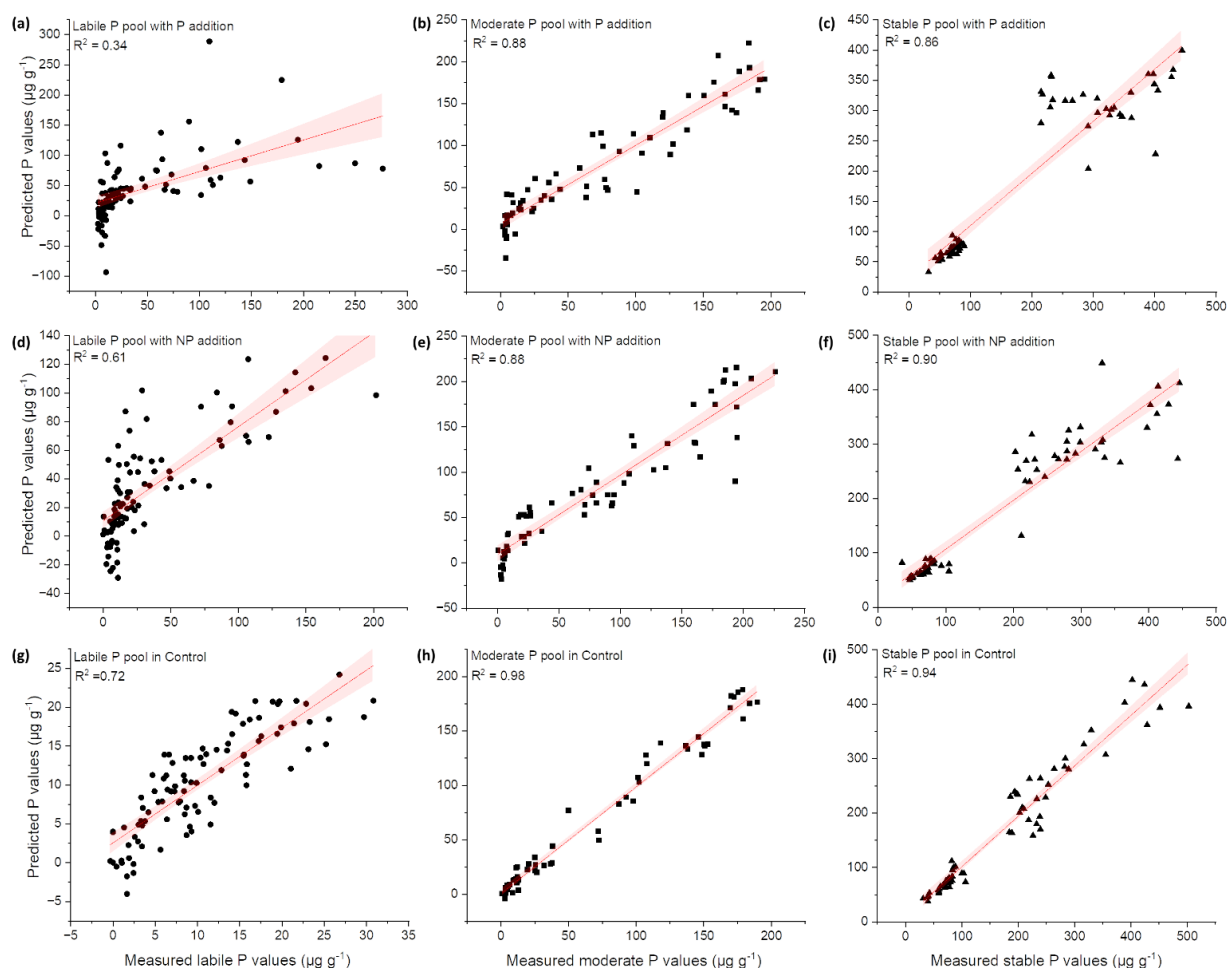 (a)
Labile P pool with P addition
R² = 0.34
Predicted P values (µg g⁻¹)
300
250
200
150
100
50
0
−50
−100
0 50 100 150 200 250 300
(b)
Moderate P pool with P addition
R² = 0.88
250
200
150
100
50
0
−50
0 50 100 150 200
(c)
Stable P pool with P addition
R² = 0.86
450
400
350
300
250
200
150
100
50
0
0 100 200 300 400 500
(d)
Labile P pool with NP addition
R² = 0.61
Predicted P values (µg g⁻¹)
140
120
100
80
60
40
20
0
−20
−40
0 50 100 150 200
(e)
Moderate P pool with NP addition
R² = 0.88
250
200
150
100
50
0
−50
0 50 100 150 200 250
(f)
Stable P pool with NP addition
R² = 0.90
500
400
300
200
100
0
0 100 200 300 400 500
(g)
Labile P pool in Control
R² =0.72
Predicted P values (µg g⁻¹)
25
20
15
10
5
0
−5
−5 0 5 10 15 20 25 30 35
Measured labile P values (µg g⁻¹)
(h)
Moderate P pool in Control
R² = 0.98
200
150
100
50
0
0 50 100 150 200
Measured moderate P values (µg g⁻¹)
(i)
Stable P pool in Control
R² = 0.94
500
400
300
200
100
0
0 100 200 300 400 500
Measured stable P values (µg g⁻¹)